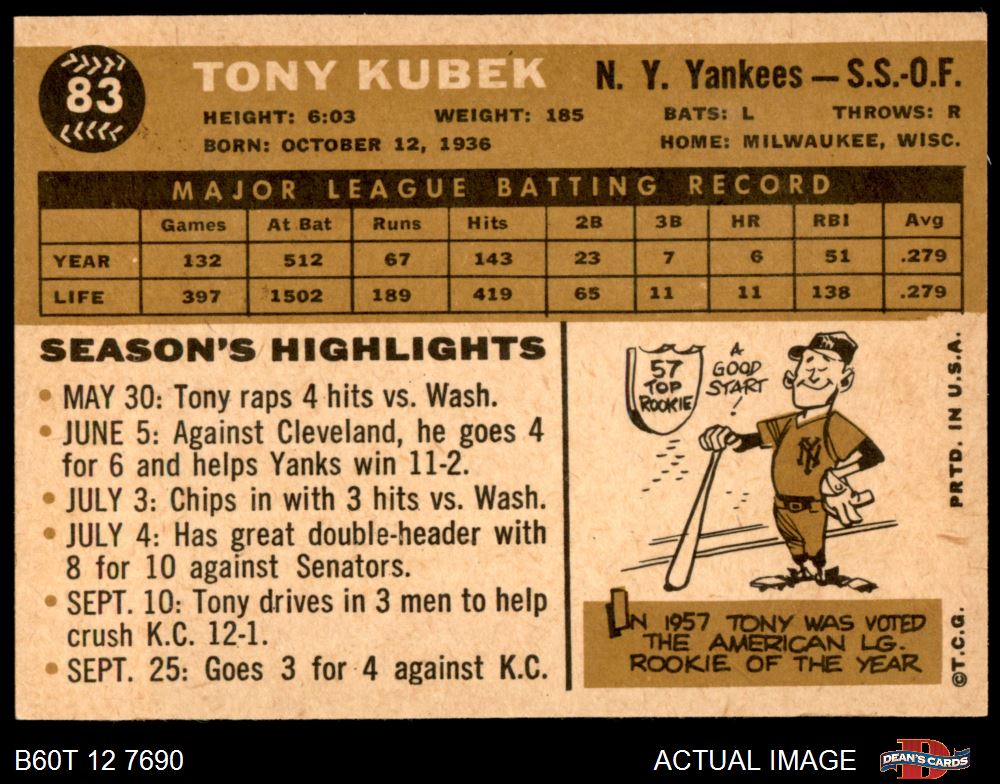 83
TONY KUBEK N. Y. Yankees — S.S.-O.F.
HEIGHT: 6:03 WEIGHT: 185 BATS: L THROWS: R
BORN: OCTOBER 12, 1936 HOME: MILWAUKEE, WISC.
MAJOR LEAGUE BATTING RECORD
Games At Bat Runs Hits 2B 3B HR RBI Avg
YEAR 132 512 67 143 23 7 6 51 .279
LIFE 397 1502 189 419 65 11 11 138 .279
SEASON'S HIGHLIGHTS
• MAY 30: Tony raps 4 hits vs. Wash.
• JUNE 5: Against Cleveland, he goes 4
for 6 and helps Yanks win 11-2.
• JULY 3: Chips in with 3 hits vs. Wash.
• JULY 4: Has great double-header with
8 for 10 against Senators.
• SEPT. 10: Tony drives in 3 men to help
crush K.C. 12-1.
• SEPT. 25: Goes 3 for 4 against K.C.
57
TOP
ROOKIE
A
GOOD
START
!
NY
IN 1957 TONY WAS VOTED
THE AMERICAN LG.
ROOKIE OF THE YEAR
©T.C.G. PRTD. IN U.S.A.
B60T 12 7690 ACTUAL IMAGE
D
DEAN'S CARDS